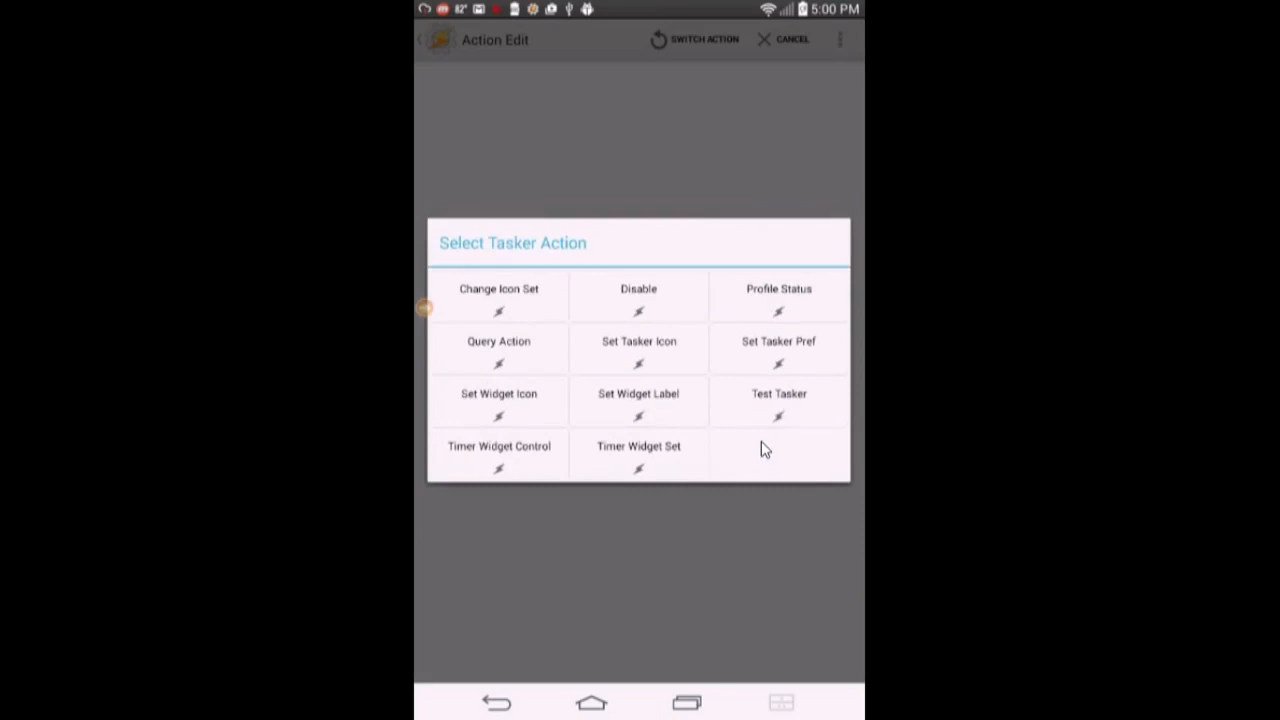 82° 5:00 PM
Action Edit SWITCH ACTION CANCEL
Select Tasker Action
Change Icon Set Disable Profile Status
Query Action Set Tasker Icon Set Tasker Pref
Set Widget Icon Set Widget Label Test Tasker
Timer Widget Control Timer Widget Set